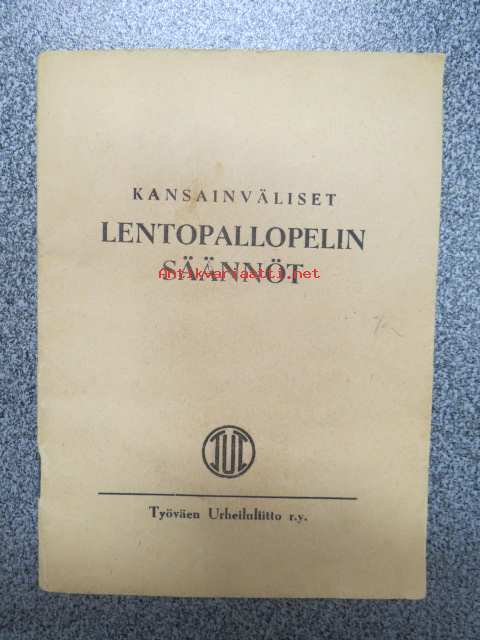 KANSAINVÄLISET
LENTOPALLOPELIN
SÄÄNNÖT
Antikvariaatti.net
TUL
Työväen Urheiluliitto r.y.